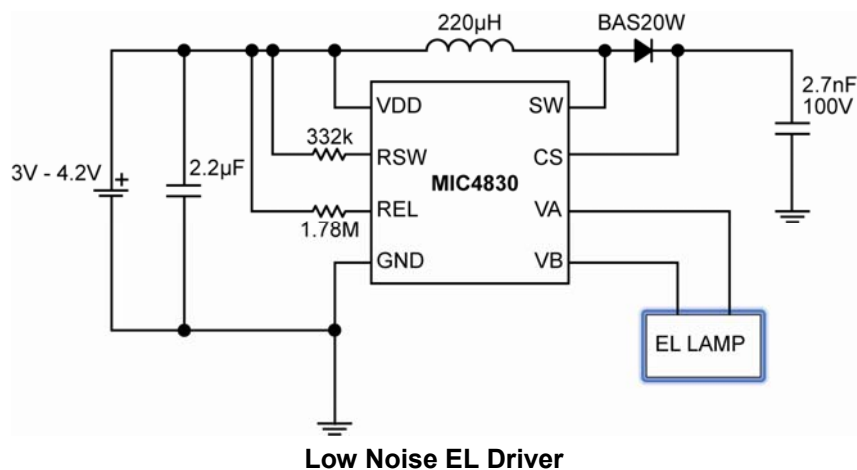 220µH
BAS20W
VDD
SW
2.7nF
100V
332k
3V - 4.2V
+
2.2µF
RSW
CS
MIC4830
REL
VA
1.78M
GND
VB
EL LAMP
Low Noise EL Driver